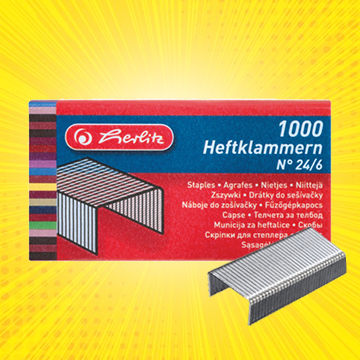 Herlitz
1000
Heftklammern
N° 24/6
Staples • Agrafes • Nietjes • Niittejä
Zszywki • Drátky do sešívačky
Náboje do zošívačky • Fűzőgépkapocs
Capse • Телчета за телбод
Municija za heftalice • Скобы
Скріпки для степлера